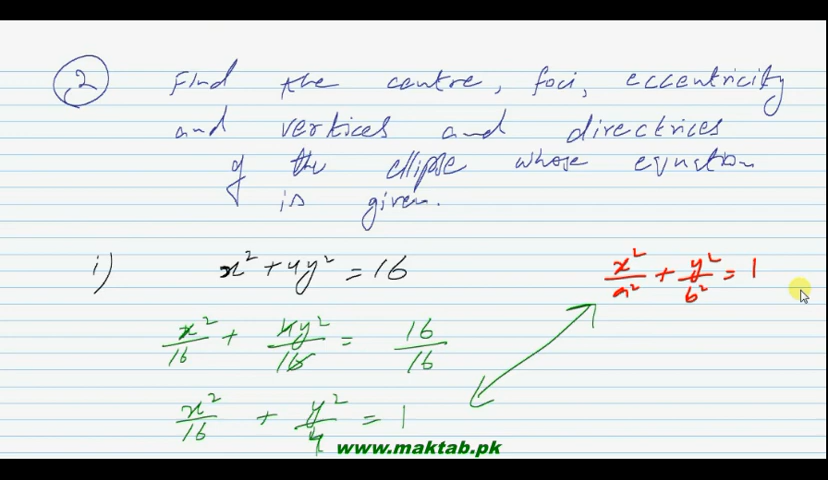 2 Find the centre, foci, eccentricity
and vertices and directrices
of the ellipse whose equation
is given.
i) x² + 4y² = 16
x²/a² + y²/b² = 1
x²/16 + 4y²/16 = 16/16
x²/16 + y²/4 = 1
www.maktab.pk